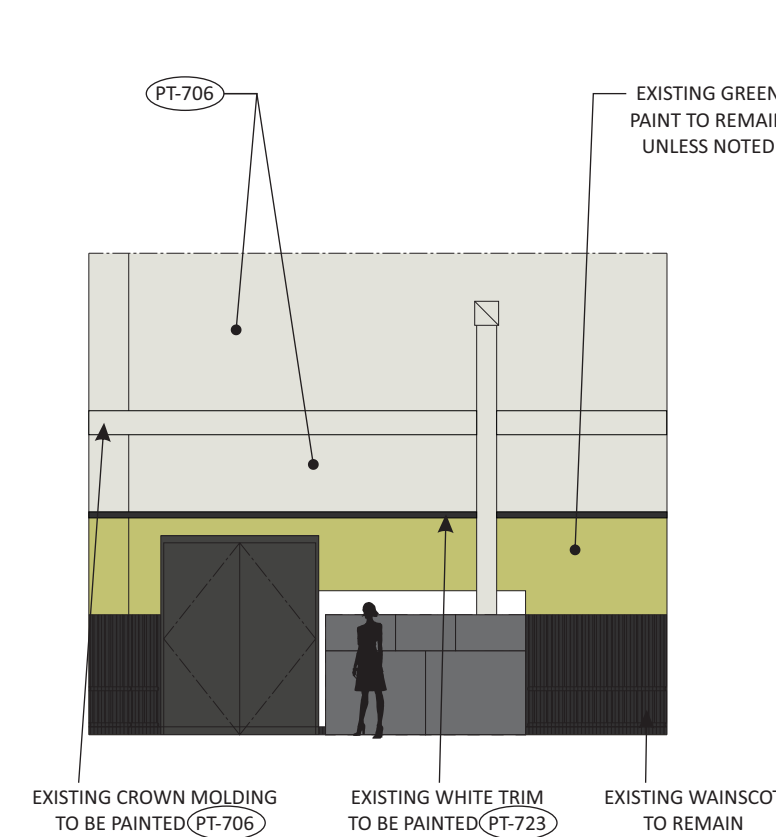 PT-706
EXISTING GREEN
PAINT TO REMAIN
UNLESS NOTED
EXISTING CROWN MOLDING
TO BE PAINTED PT-706
EXISTING WHITE TRIM
TO BE PAINTED PT-723
EXISTING WAINSCOT
TO REMAIN